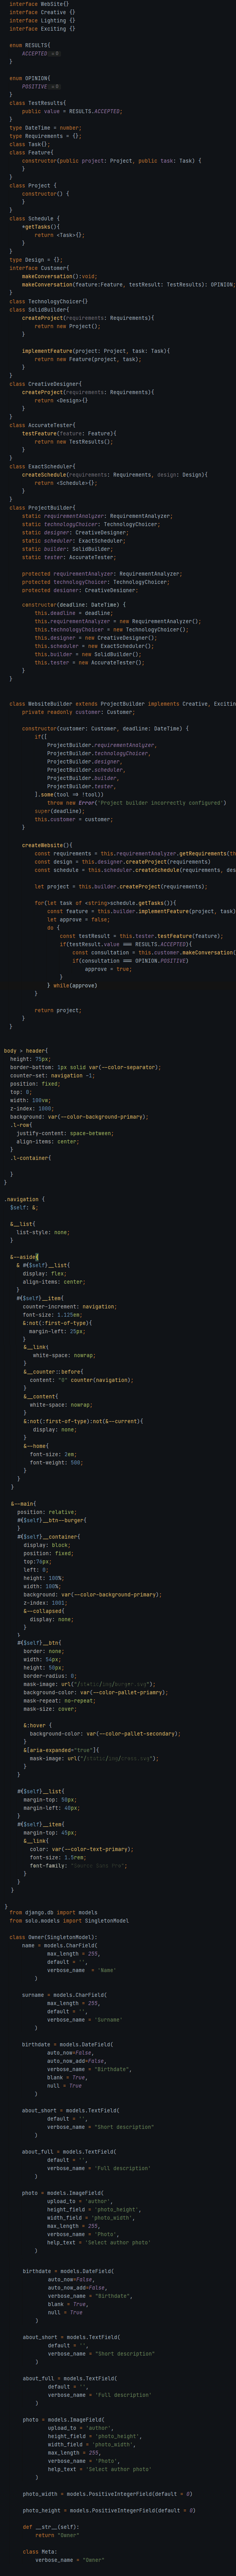 interface WebSite{}
interface Creative {}
interface Lighting {}
interface Exciting {}
enum RESULTS{
ACCEPTED = 0
}
enum OPINION{
POSITIVE = 0
}
class TestResults{
public value = RESULTS.ACCEPTED;
}
type DateTime = number;
type Requirements = {};
class Task{};
class Feature{
constructor(public project: Project, public task: Task) {
}
}
class Project {
constructor() {
}
}
class Schedule {
*getTasks(){
return <Task>{};
}
}
type Design = {};
interface Customer{
makeConversation():void;
makeConversation(feature:Feature, testResult: TestResults): OPINION;
}
class TechnologyChoicer{}
class SolidBuilder{
createProject(requirements: Requirements){
return new Project();
}
implementFeature(project: Project, task: Task){
return new Feature(project, task);
}
}
class CreativeDesigner{
createProject(requirements: Requirements){
return <Design>{}
}
}
class AccurateTester{
testFeature(feature: Feature){
return new TestResults();
}
}
class ExactScheduler{
createSchedule(requirements: Requirements, design: Design){
return <Schedule>{};
}
}
class ProjectBuilder{
static requirementAnalyzer: RequirementAnalyzer;
static technologyChoicer: TechnologyChoicer;
static designer: CreativeDesigner;
static scheduler: ExactScheduler;
static builder: SolidBuilder;
static tester: AccurateTester;
protected requirementAnalyzer: RequirementAnalyzer;
protected technologyChoicer: TechnologyChoicer;
protected designer: CreativeDesigner;
constructor(deadline: DateTime) {
this.deadline = deadline;
this.requirementAnalyzer = new RequirementAnalyzer();
this.technologyChoicer = new TechnologyChoicer();
this.designer = new CreativeDesigner();
this.scheduler = new ExactScheduler();
this.builder = new SolidBuilder();
this.tester = new AccurateTester();
}
}
class WebsiteBuilder extends ProjectBuilder implements Creative, Excitin
private readonly customer: Customer;
constructor(customer: Customer, deadline: DateTime) {
if([
ProjectBuilder.requirementAnalyzer,
ProjectBuilder.technologyChoicer,
ProjectBuilder.designer,
ProjectBuilder.scheduler,
ProjectBuilder.builder,
ProjectBuilder.tester,
].some(tool => !tool))
throw new Error('Project builder incorrectly configured')
super(deadline);
this.customer = customer;
}
createWebsite(){
const requirements = this.requirementAnalyzer.getRequirements(th
const design = this.designer.createProject(requirements)
const schedule = this.scheduler.createSchedule(requirements, des
let project = this.builder.createProject(requirements);
for(let task of <string>schedule.getTasks()){
const feature = this.builder.implementFeature(project, task)
let approve = false;
do {
const testResult = this.tester.testFeature(feature);
if(testResult.value === RESULTS.ACCEPTED){
const consultation = this.customer.makeConversation(
if(consultation === OPINION.POSITIVE)
approve = true;
}
} while(approve)
}
return project;
}
}
body > header{
height: 75px;
border-bottom: 1px solid var(--color-separator);
counter-set: navigation -1;
position: fixed;
top: 0;
width: 100vw;
z-index: 1000;
background: var(--color-background-primary);
.l-row{
justify-content: space-between;
align-items: center;
}
.l-container{
}
}
.navigation {
$self: &;
&__list{
list-style: none;
}
&--aside{
& #{$self}__list{
display: flex;
align-items: center;
}
#{$self}__item{
counter-increment: navigation;
font-size: 1.125em;
&:not(:first-of-type){
margin-left: 25px;
}
&__link{
white-space: nowrap;
}
&__counter::before{
content: "0" counter(navigation);
}
&__content{
white-space: nowrap;
}
&:not(:first-of-type):not(&--current){
display: none;
}
&--home{
font-size: 2em;
font-weight: 500;
}
}
}
&--main{
position: relative;
#{$self}__btn--burger{
}
#{$self}__container{
display: block;
position: fixed;
top:76px;
left: 0;
height: 100%;
width: 100%;
background: var(--color-background-primary);
z-index: 1001;
&--collapsed{
display: none;
}
}
#{$self}__btn{
border: none;
width: 54px;
height: 50px;
border-radius: 0;
mask-image: url("/static/img/burger.svg");
background-color: var(--color-pallet-priamry);
mask-repeat: no-repeat;
mask-size: cover;
&:hover {
background-color: var(--color-pallet-secondary);
}
&[aria-expanded="true"]{
mask-image: url("/static/img/cross.svg");
}
}
#{$self}__list{
margin-top: 50px;
margin-left: 40px;
}
#{$self}__item{
margin-top: 45px;
&__link{
color: var(--color-text-primary);
font-size: 1.5rem;
font-family: "Source Sans Pro";
}
}
}
}
from django.db import models
from solo.models import SingletonModel
class Owner(SingletonModel):
name = models.CharField(
max_length = 255,
default = '',
verbose_name  = 'Name'
)
surname = models.CharField(
max_length = 255,
default = '',
verbose_name = 'Surname'
)
birthdate = models.DateField(
auto_now=False,
auto_now_add=False,
verbose_name = "Birthdate",
blank = True,
null = True
)
about_short = models.TextField(
default = '',
verbose_name = "Short description"
)
about_full = models.TextField(
default = '',
verbose_name = 'Full description'
)
photo = models.ImageField(
upload_to = 'author',
height_field = 'photo_height',
width_field = 'photo_width',
max_length = 255,
verbose_name = 'Photo',
help_text = 'Select author photo'
)
birthdate = models.DateField(
auto_now=False,
auto_now_add=False,
verbose_name = "Birthdate",
blank = True,
null = True
)
about_short = models.TextField(
default = '',
verbose_name = "Short description"
)
about_full = models.TextField(
default = '',
verbose_name = 'Full description'
)
photo = models.ImageField(
upload_to = 'author',
height_field = 'photo_height',
width_field = 'photo_width',
max_length = 255,
verbose_name = 'Photo',
help_text = 'Select author photo'
)
photo_width = models.PositiveIntegerField(default = 0)
photo_height = models.PositiveIntegerField(default = 0)
def __str__(self):
return "Owner"
class Meta:
verbose_name = "Owner"